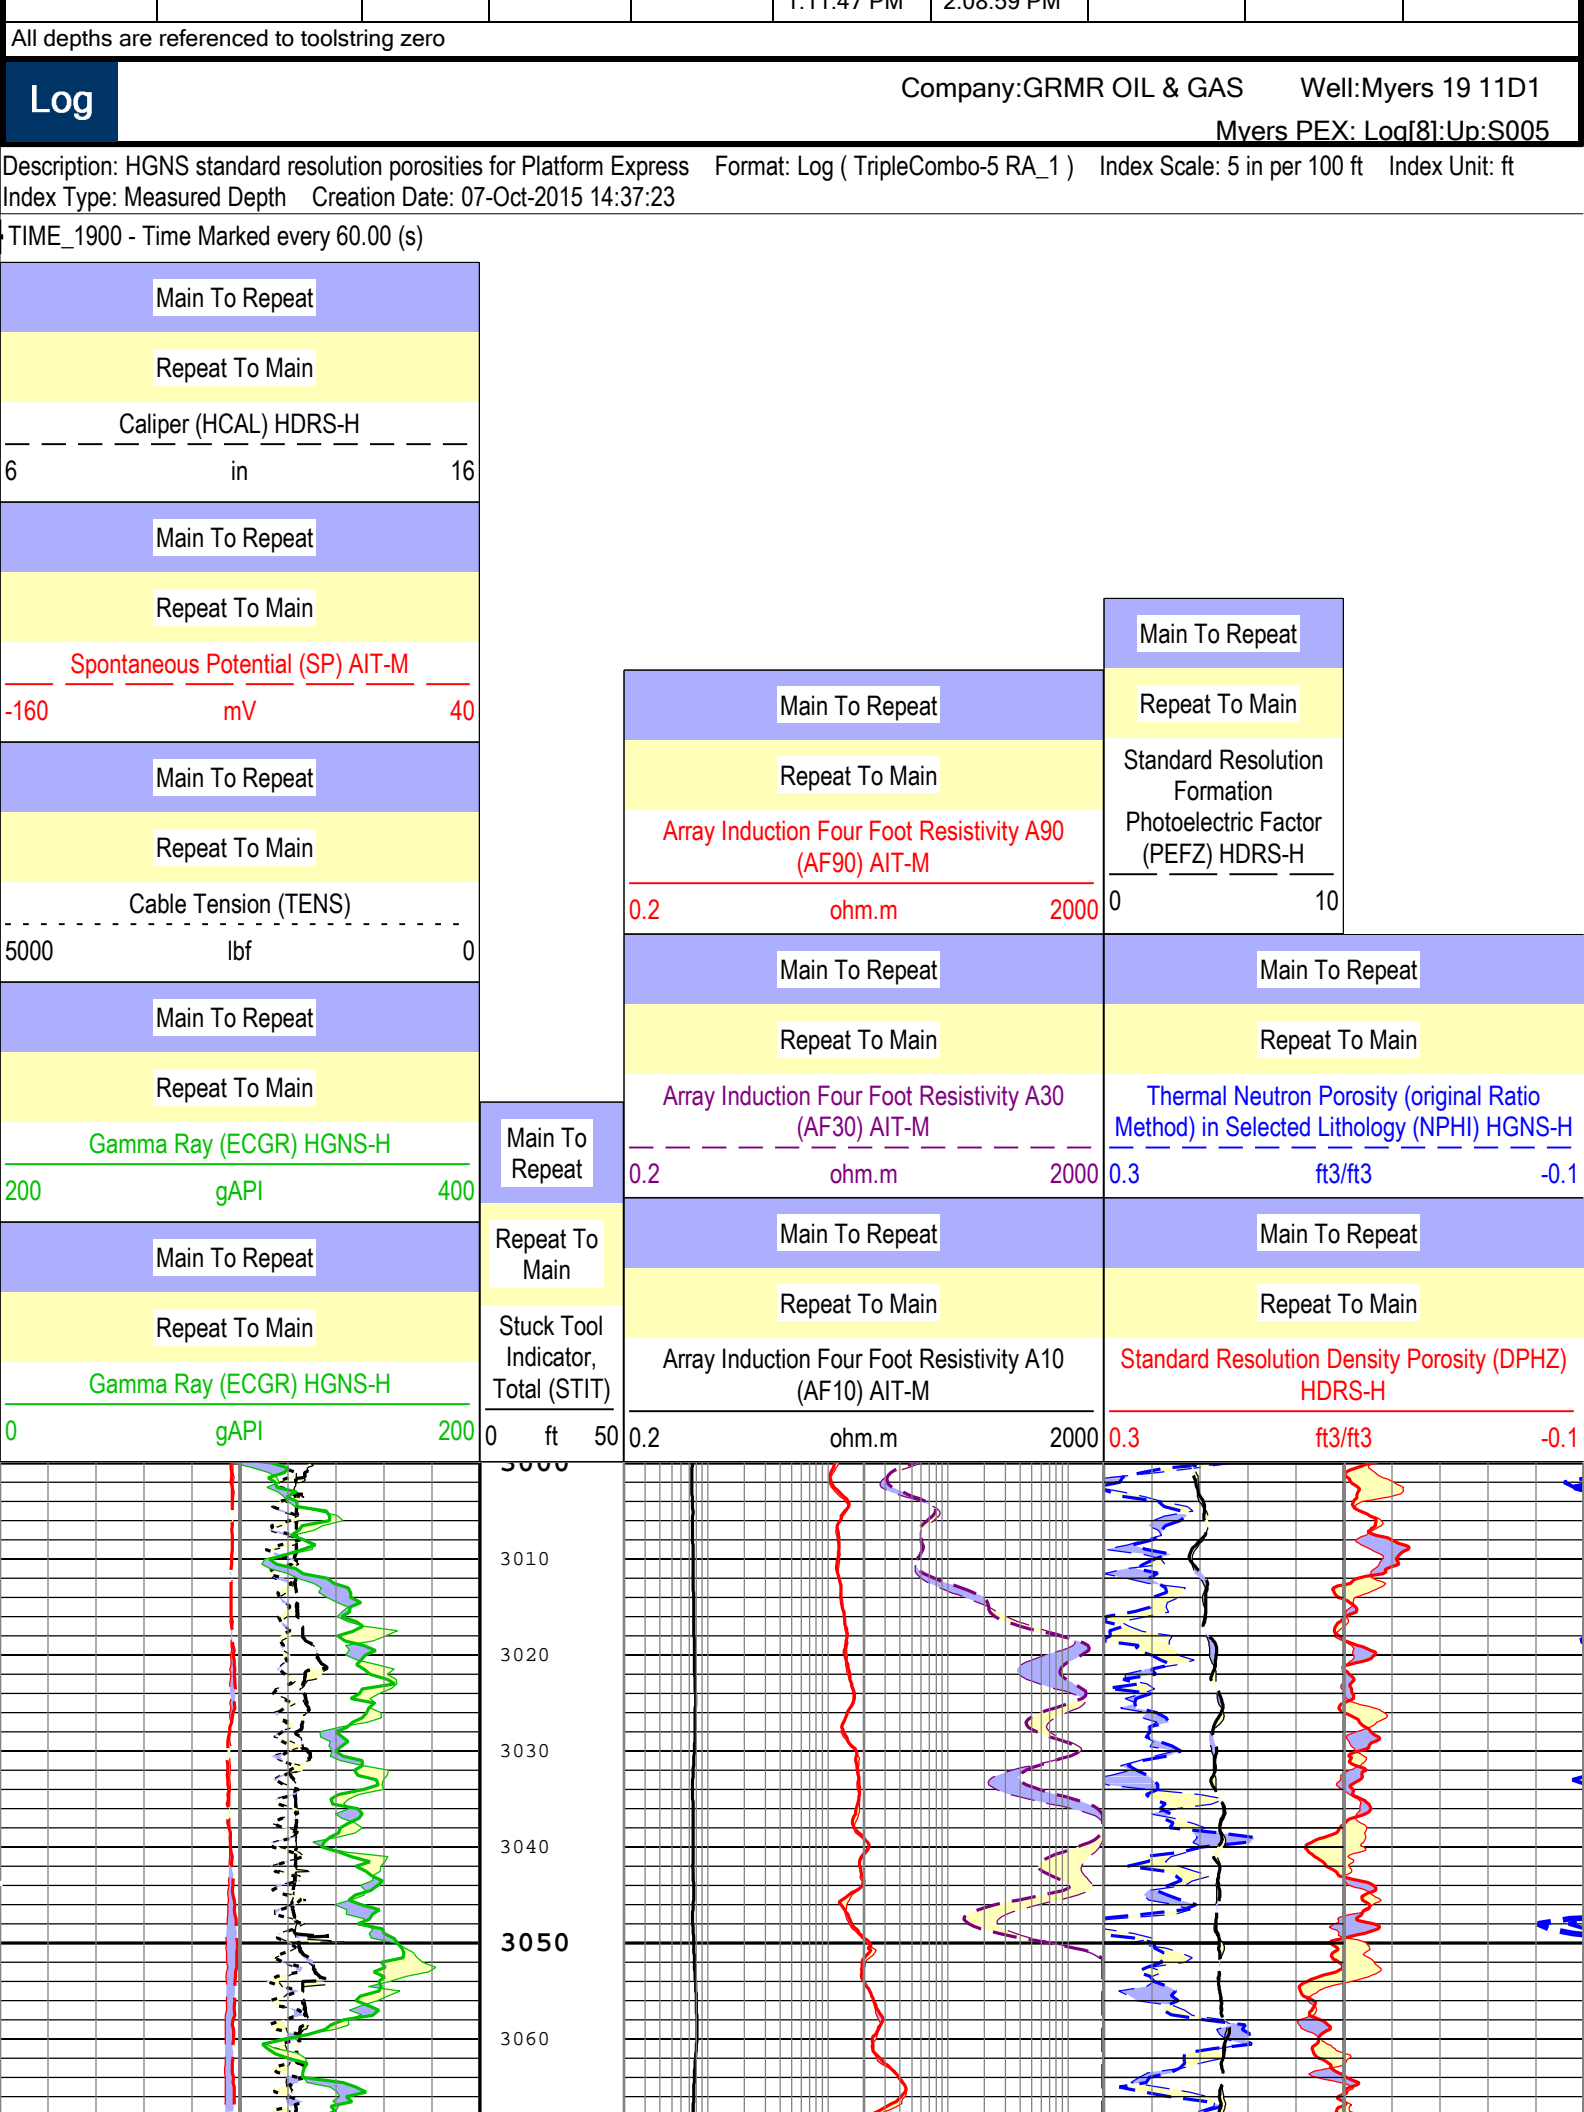 1:11:47 PM 2:08:59 PM
All depths are referenced to toolstring zero
Log
Company:GRMR OIL & GAS Well:Myers 19 11D1
Myers PEX: Log[8]:Up:S005
Description: HGNS standard resolution porosities for Platform Express Format: Log ( TripleCombo-5 RA_1 ) Index Scale: 5 in per 100 ft Index Unit: ft
Index Type: Measured Depth Creation Date: 07-Oct-2015 14:37:23
TIME_1900 - Time Marked every 60.00 (s)
Main To Repeat
Repeat To Main
Caliper (HCAL) HDRS-H
6 in 16
Main To Repeat
Repeat To Main
Spontaneous Potential (SP) AIT-M
-160 mV 40
Main To Repeat
Repeat To Main
Cable Tension (TENS)
5000 lbf 0
Main To Repeat
Repeat To Main
Gamma Ray (ECGR) HGNS-H
200 gAPI 400
Main To Repeat
Repeat To Main
Gamma Ray (ECGR) HGNS-H
0 gAPI 200
Main To
Repeat
Repeat To
Main
Stuck Tool
Indicator,
Total (STIT)
0 ft 50
Main To Repeat
Repeat To Main
Array Induction Four Foot Resistivity A90
(AF90) AIT-M
0.2 ohm.m 2000
Main To Repeat
Repeat To Main
Array Induction Four Foot Resistivity A30
(AF30) AIT-M
0.2 ohm.m 2000
Main To Repeat
Repeat To Main
Array Induction Four Foot Resistivity A10
(AF10) AIT-M
0.2 ohm.m 2000
Main To Repeat
Repeat To Main
Standard Resolution
Formation
Photoelectric Factor
(PEFZ) HDRS-H
0 10
Main To Repeat
Repeat To Main
Thermal Neutron Porosity (original Ratio
Method) in Selected Lithology (NPHI) HGNS-H
0.3 ft3/ft3 -0.1
Main To Repeat
Repeat To Main
Standard Resolution Density Porosity (DPHZ)
HDRS-H
0.3 ft3/ft3 -0.1
3000
3010
3020
3030
3040
3050
3060